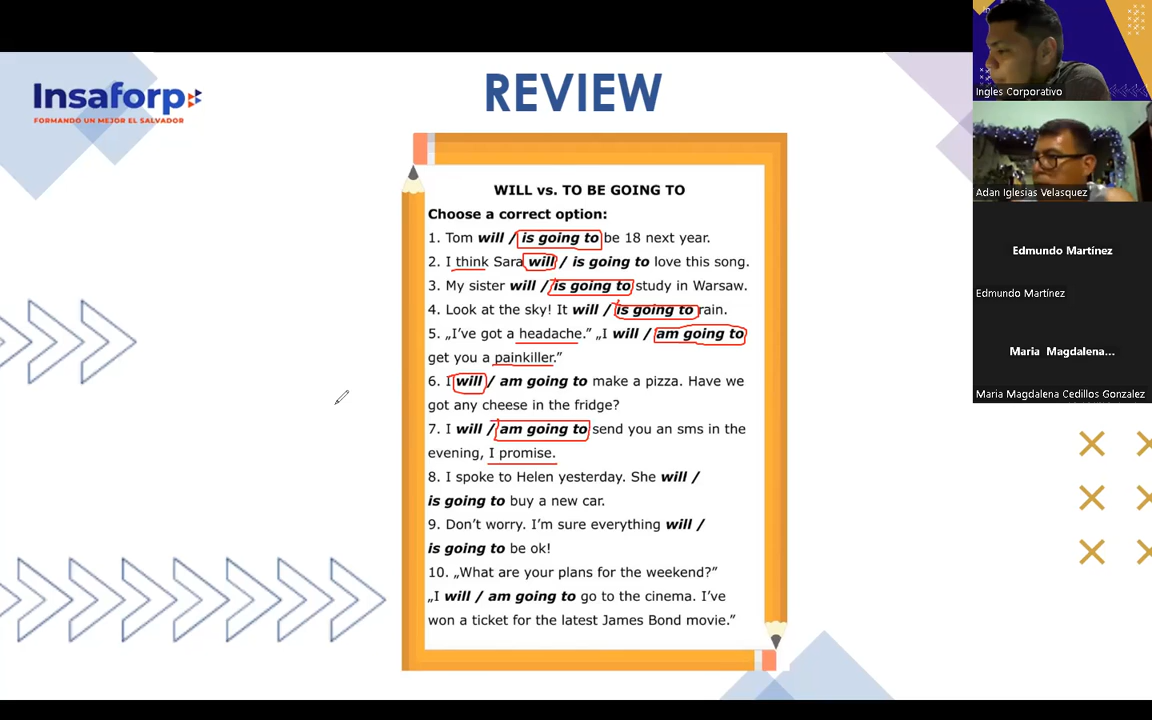 Insaforp
FORMANDO UN MEJOR EL SALVADOR
REVIEW
WILL vs. TO BE GOING TO
Choose a correct option:
1. Tom will / is going to be 18 next year.
2. I think Sara will / is going to love this song.
3. My sister will / is going to study in Warsaw.
4. Look at the sky! It will / is going to rain.
5. „I've got a headache.” „I will / am going to
get you a painkiller.”
6. I will / am going to make a pizza. Have we
got any cheese in the fridge?
7. I will / am going to send you an sms in the
evening, I promise.
8. I spoke to Helen yesterday. She will /
is going to buy a new car.
9. Don't worry. I'm sure everything will /
is going to be ok!
10. „What are your plans for the weekend?”
„I will / am going to go to the cinema. I've
won a ticket for the latest James Bond movie.”
Ingles Corporativo
Adan Iglesias Velasquez
Edmundo Martínez
Edmundo Martínez
Maria Magdalena...
Maria Magdalena Cedillos Gonzalez